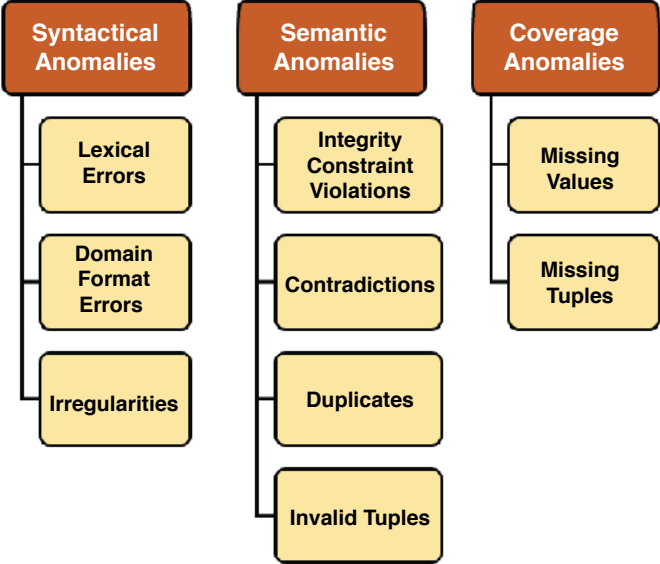 Syntactical
Anomalies
Lexical
Errors
Domain
Format
Errors
Irregularities
Semantic
Anomalies
Integrity
Constraint
Violations
Contradictions
Duplicates
Invalid Tuples
Coverage
Anomalies
Missing
Values
Missing
Tuples